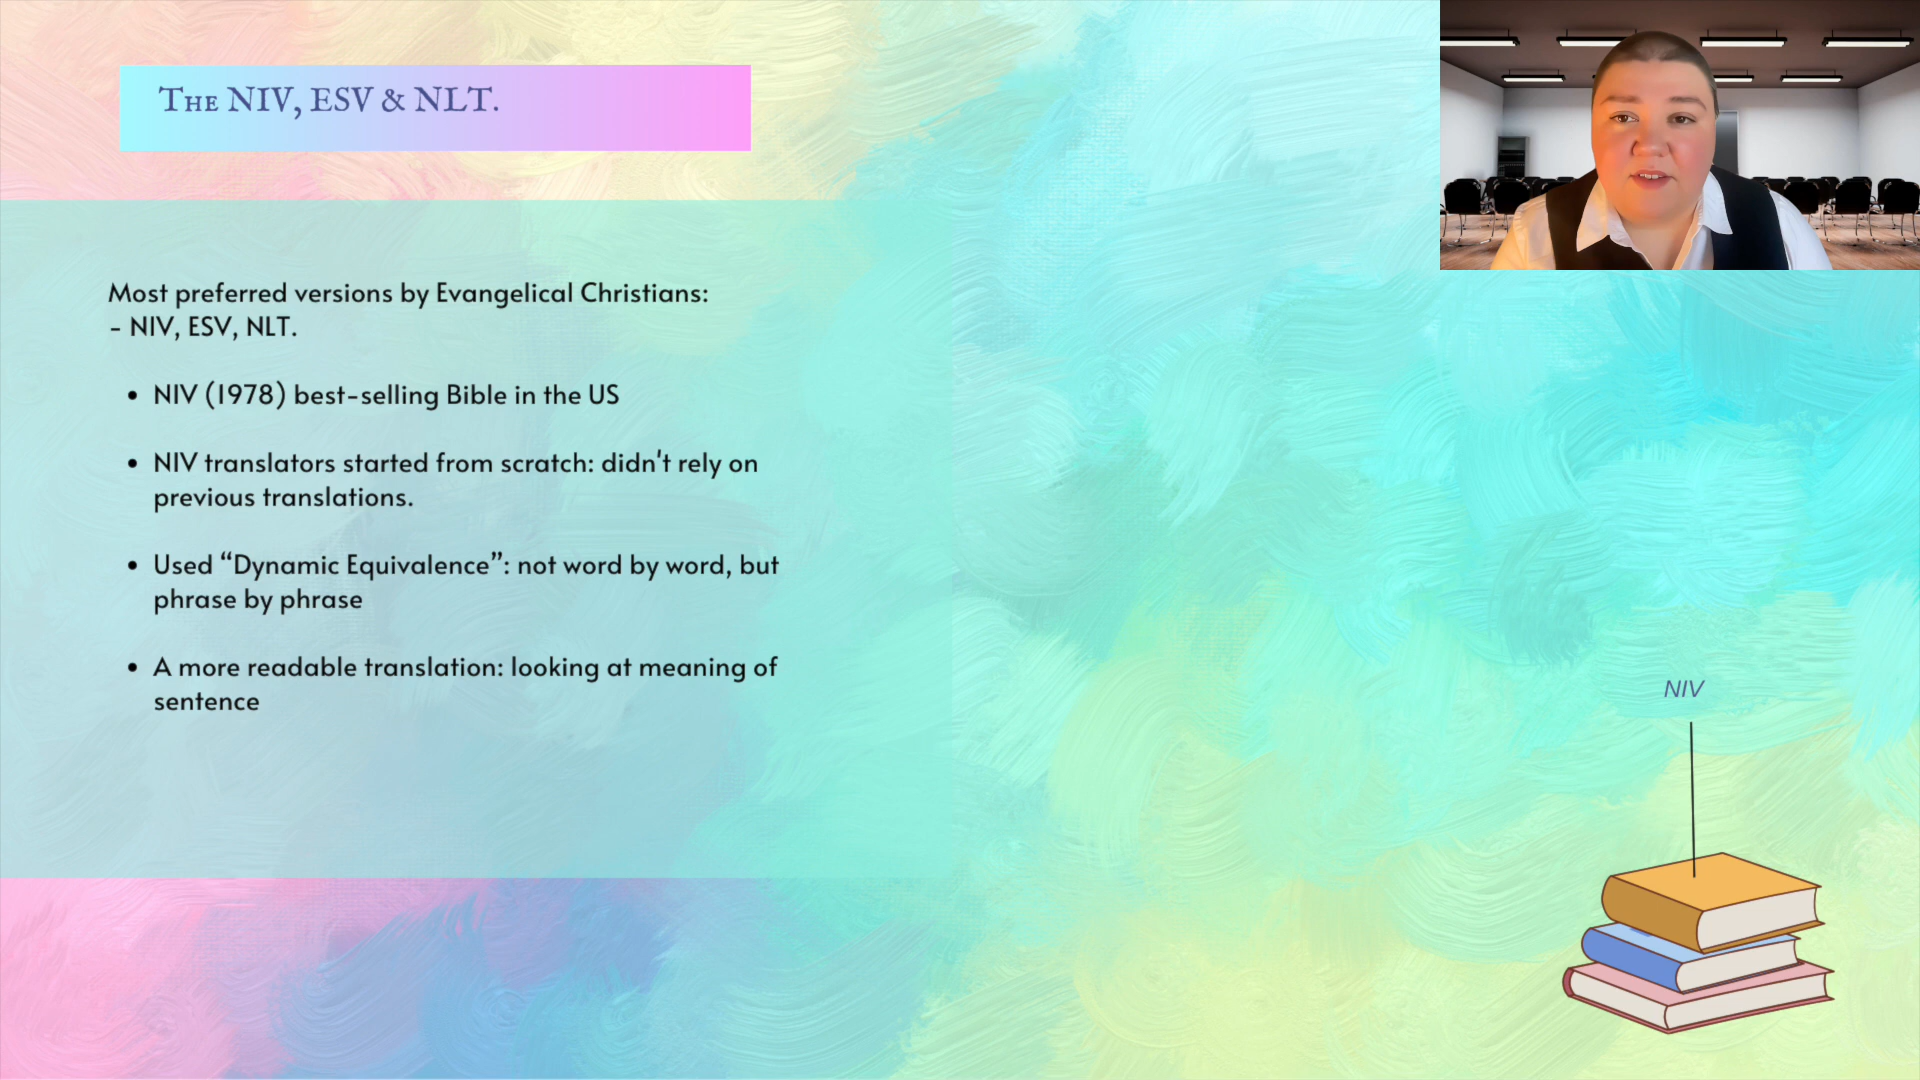 The NIV, ESV & NLT.
Most preferred versions by Evangelical Christians:
- NIV, ESV, NLT.
• NIV (1978) best-selling Bible in the US
• NIV translators started from scratch: didn't rely on
previous translations.
• Used “Dynamic Equivalence”: not word by word, but
phrase by phrase
• A more readable translation: looking at meaning of
sentence
NIV